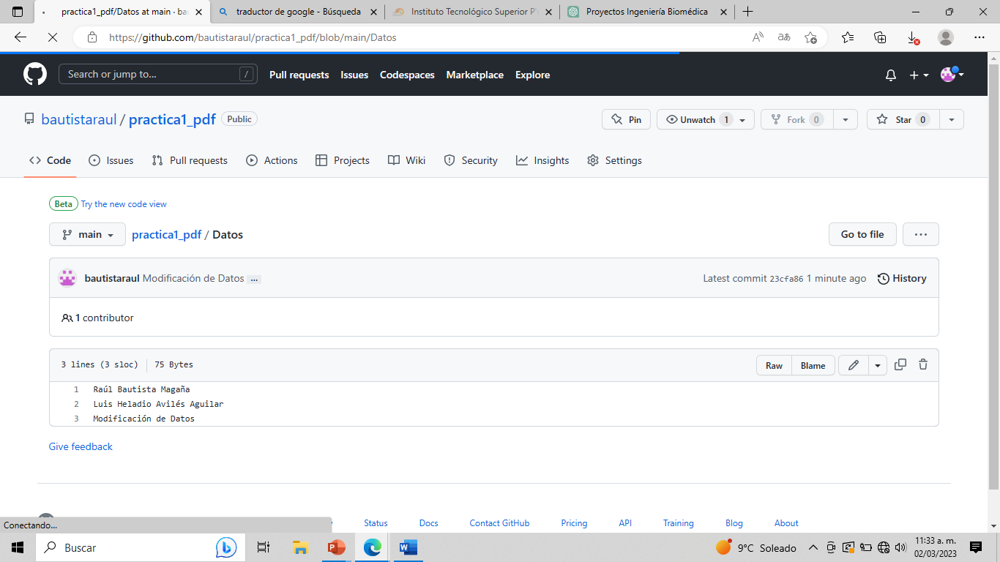 practica1_pdf/Datos at main · bau
traductor de google - Búsqueda
Instituto Tecnológico Superior P'u
Proyectos Ingeniería Biomédica
https://github.com/bautistaraul/practica1_pdf/blob/main/Datos
Search or jump to... /
Pull requests Issues Codespaces Marketplace Explore
bautistaraul / practica1_pdf Public
Pin Unwatch 1 Fork 0 Star 0
Code Issues Pull requests Actions Projects Wiki Security Insights Settings
Beta Try the new code view
main practica1_pdf / Datos Go to file ...
bautistaraul Modificación de Datos ... Latest commit 23cfa86 1 minute ago History
1 contributor
3 lines (3 sloc) 75 Bytes Raw Blame
1 Raúl Bautista Magaña
2 Luis Heladio Avilés Aguilar
3 Modificación de Datos
Give feedback
Status Docs Contact GitHub Pricing API Training Blog About
Conectando...
Buscar
9°C Soleado
11:33 a. m.
02/03/2023